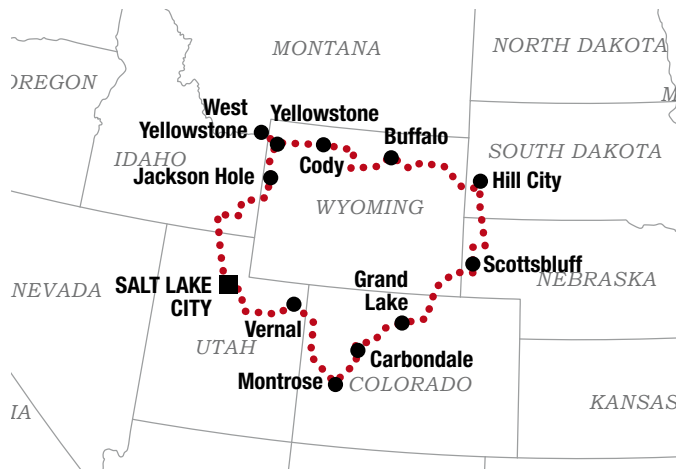 MONTANA
NORTH DAKOTA
OREGON
M
West
Yellowstone
Yellowstone
Buffalo
IDAHO
Cody
SOUTH DAKOTA
Jackson Hole
Hill City
WYOMING
Scottsbluff
NEBRASKA
NEVADA
SALT LAKE
CITY
Grand
Lake
Vernal
UTAH
Carbondale
Montrose
COLORADO
KANSAS
IA